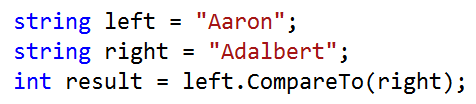 string left = "Aaron";
string right = "Adalbert";
int result = left.CompareTo(right);